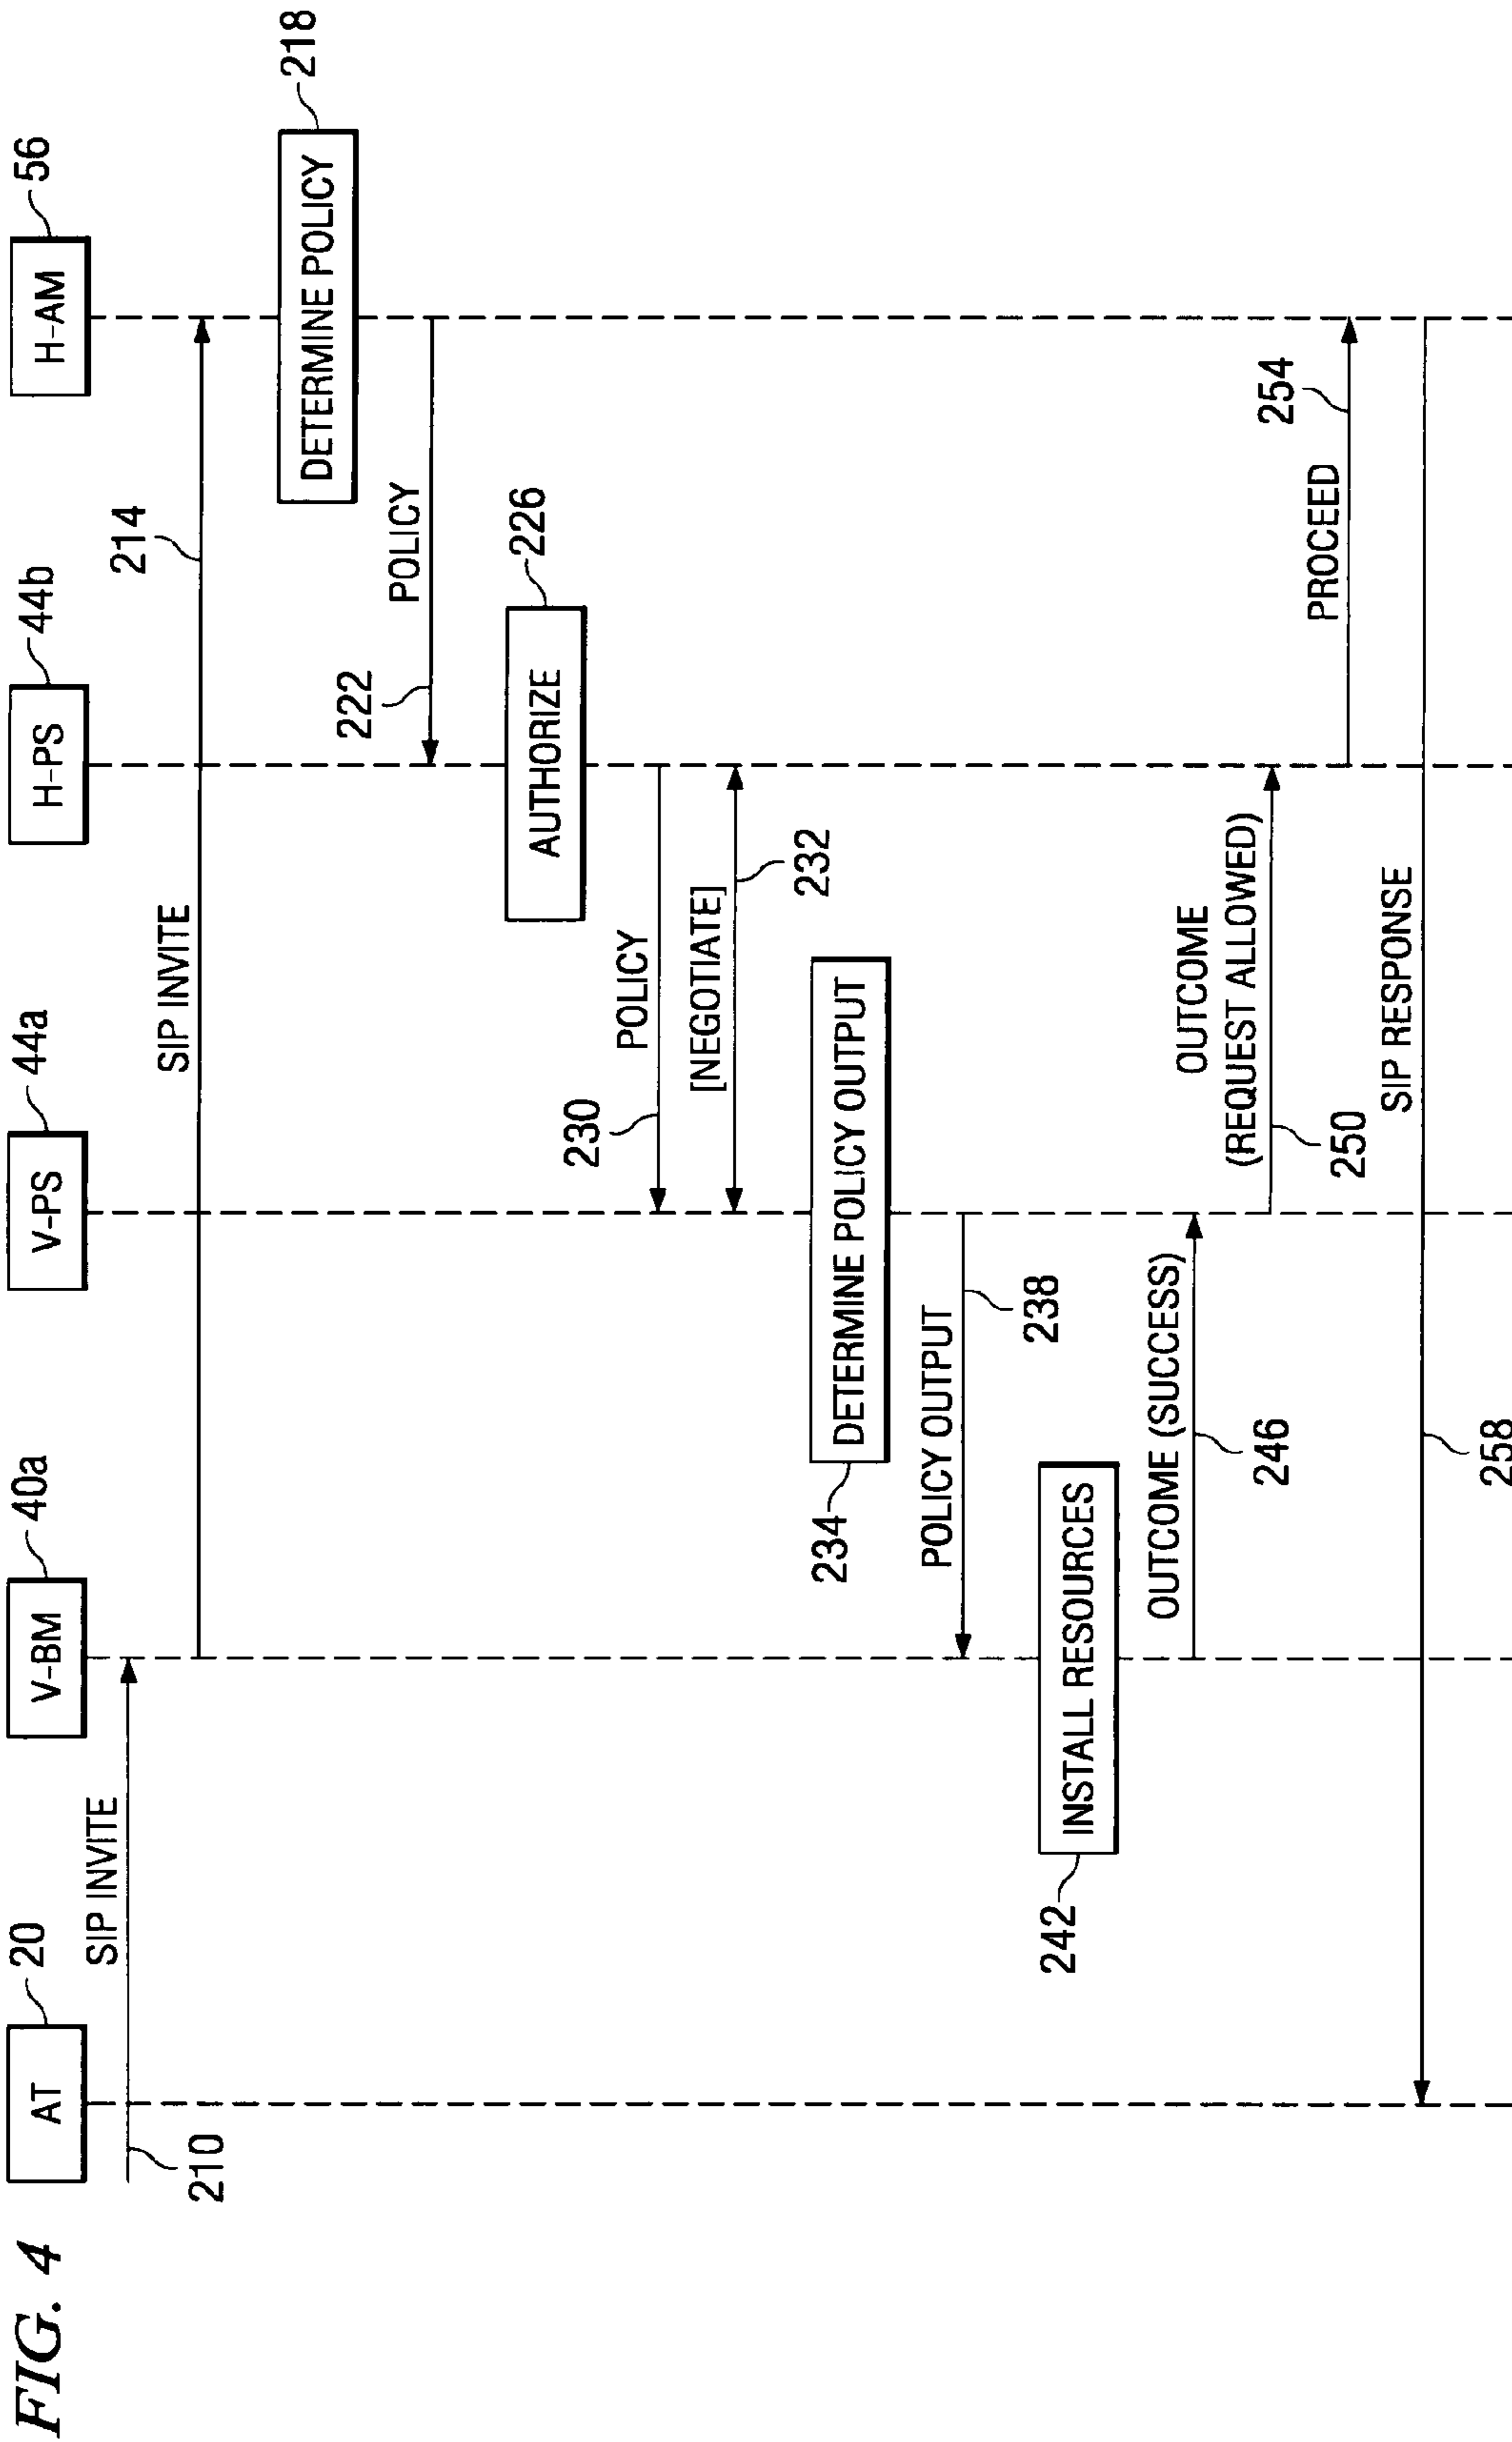 FIG. 4
AT
20
V-BM
40a
V-PS
44a
H-PS
44b
H-AM
56
SIP INVITE
210
SIP INVITE
214
DETERMINE POLICY
218
POLICY
222
AUTHORIZE
226
POLICY
230
[NEGOTIATE]
232
DETERMINE POLICY OUTPUT
234
POLICY OUTPUT
238
INSTALL RESOURCES
242
OUTCOME (SUCCESS)
246
OUTCOME
(REQUEST ALLOWED)
250
PROCEED
254
SIP RESPONSE
258